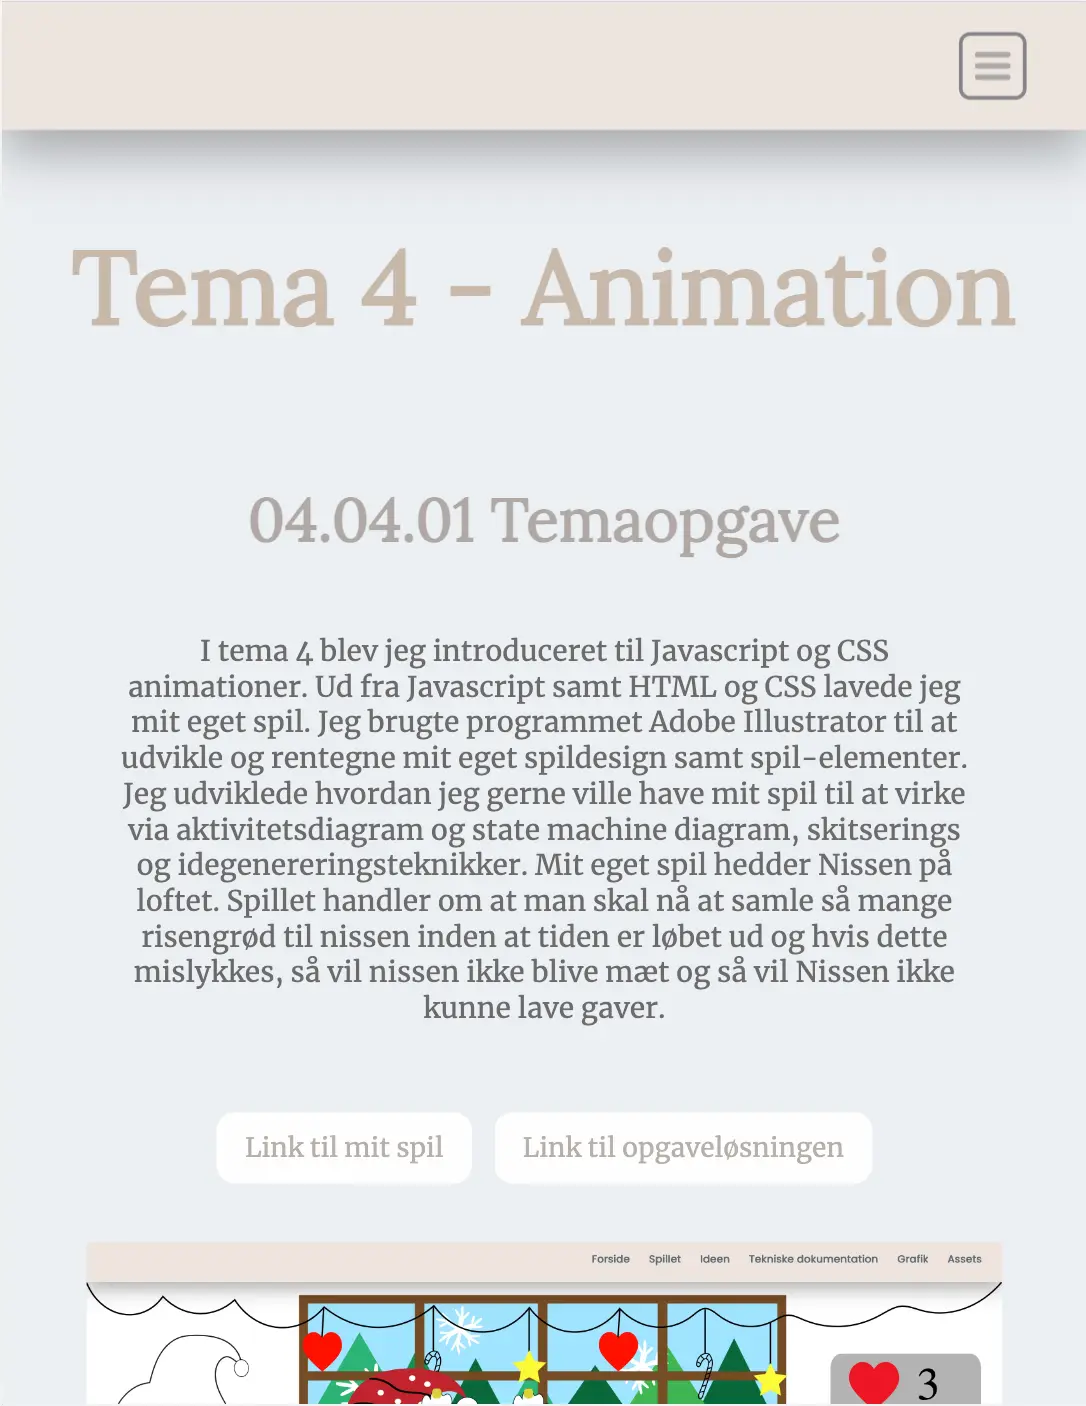 Tema 4 - Animation
04.04.01 Temaopgave
I tema 4 blev jeg introduceret til Javascript og CSS
animationer. Ud fra Javascript samt HTML og CSS lavede jeg
mit eget spil. Jeg brugte programmet Adobe Illustrator til at
udvikle og rentegne mit eget spildesign samt spil-elementer.
Jeg udviklede hvordan jeg gerne ville have mit spil til at virke
via aktivitetsdiagram og state machine diagram, skitserings
og idegenereringsteknikker. Mit eget spil hedder Nissen på
loftet. Spillet handler om at man skal nå at samle så mange
risengrød til nissen inden at tiden er løbet ud og hvis dette
mislykkes, så vil nissen ikke blive mæt og så vil Nissen ikke
kunne lave gaver.
Link til mit spil Link til opgaveløsningen
Forside Spillet Ideen Tekniske dokumentation Grafik Assets
3